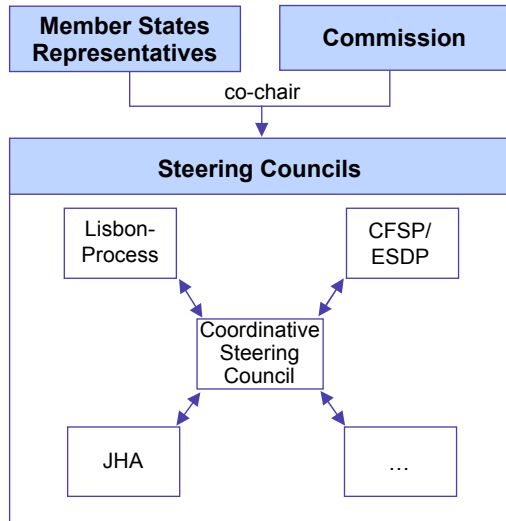 Member States
Representatives
Commission
co-chair
Steering Councils
Lisbon-
Process
CFSP/
ESDP
Coordinative
Steering
Council
JHA
…